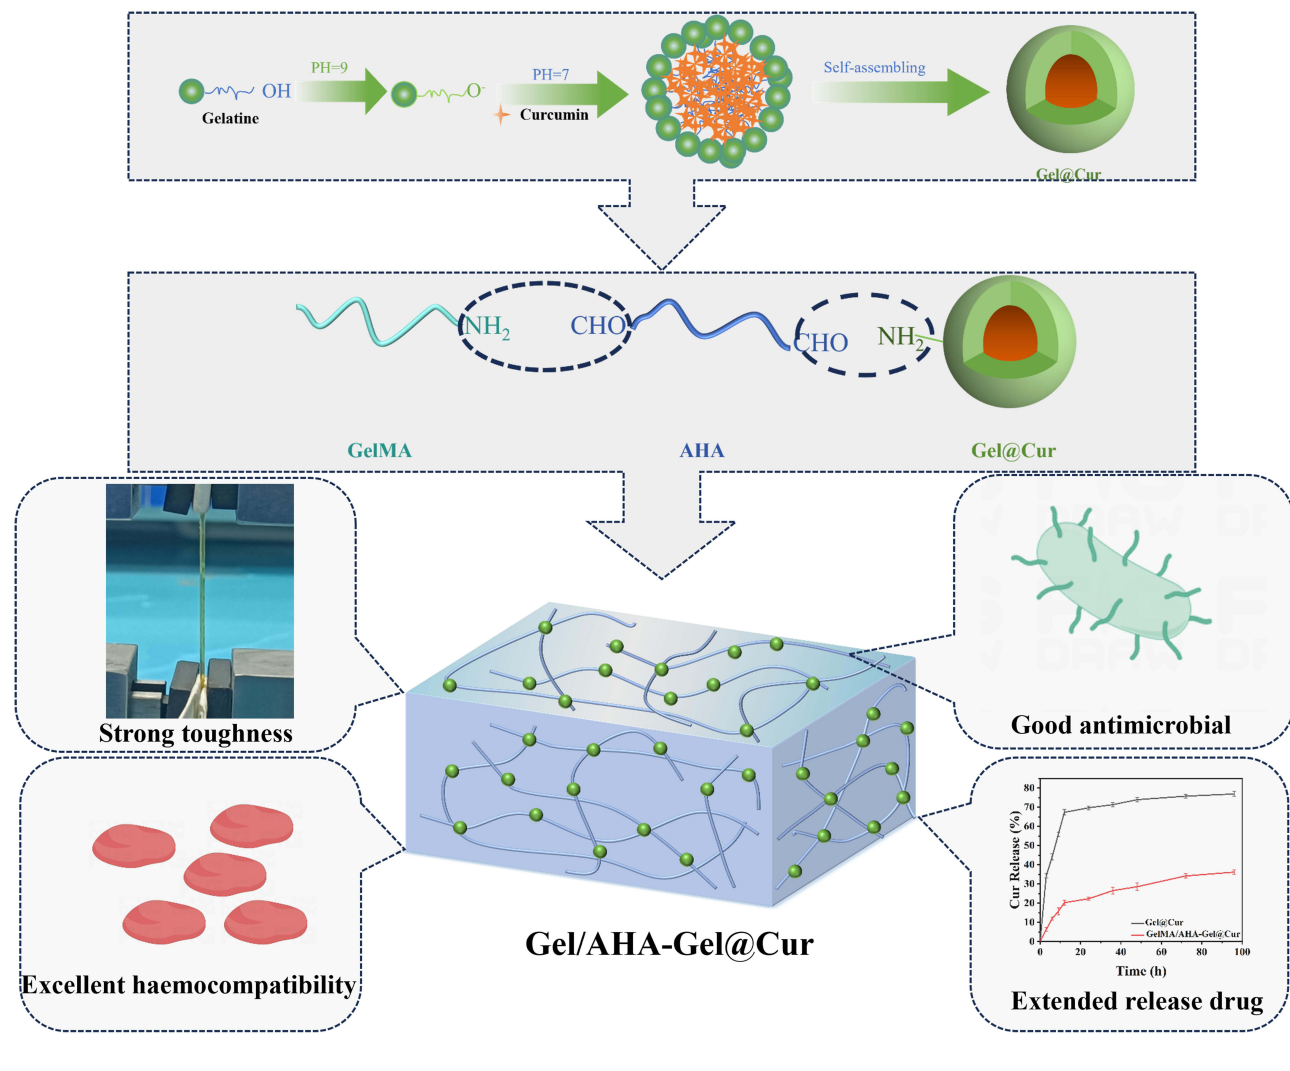 PH=9
PH=7
Self-assembling
OH
O-
Gelatine
Curcumin
Gel@Cur
NH2
CHO
CHO
NH2
GelMA
AHA
Gel@Cur
Strong toughness
Good antimicrobial
Excellent haemocompatibility
Gel/AHA-Gel@Cur
Cur Release (%)
80
70
60
50
40
30
20
10
0
Gel@Cur
GelMA/AHA-Gel@Cur
0 20 40 60 80 100
Time (h)
Extended release drug